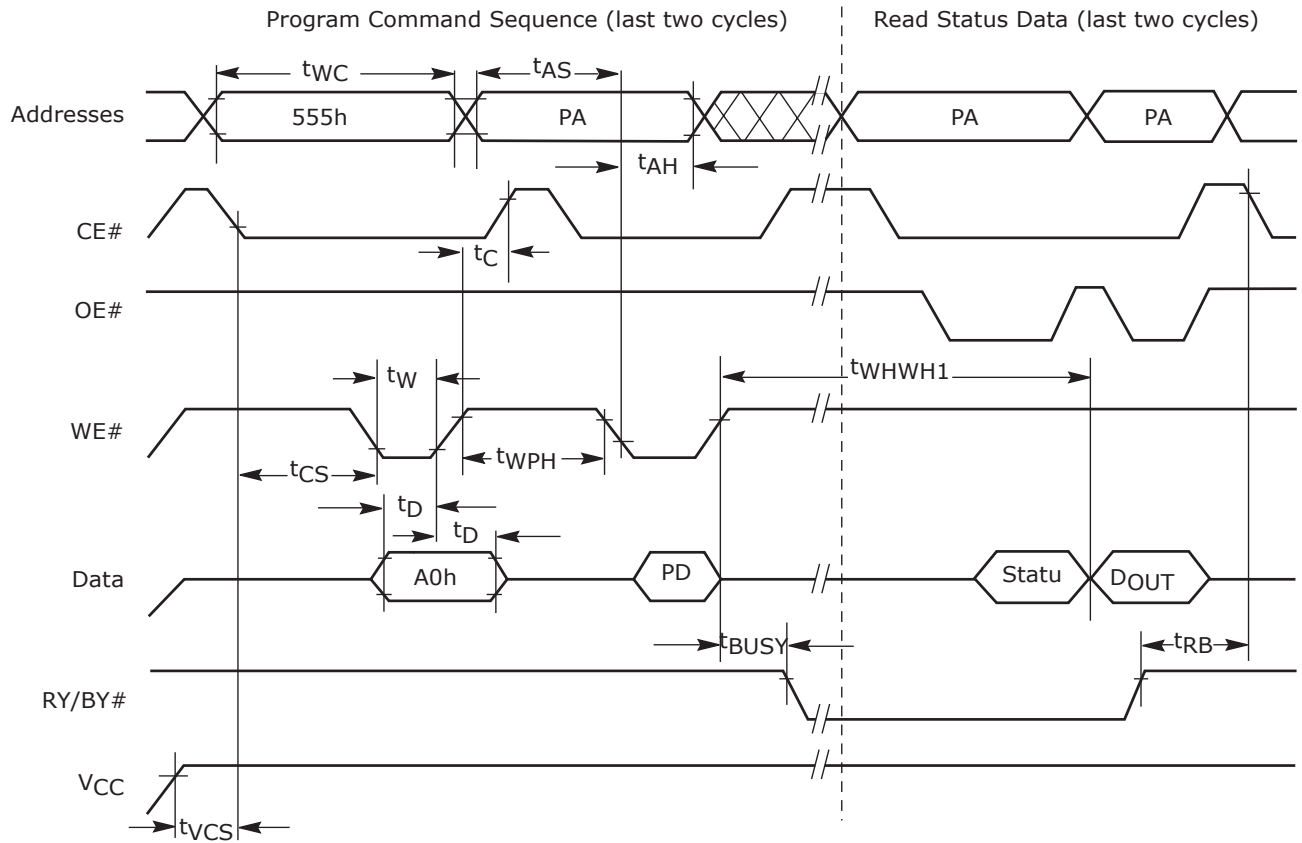 Program Command Sequence (last two cycles)
Read Status Data (last two cycles)
tWC
tAS
Addresses
555h
PA
PA
PA
tAH
CE#
tC
OE#
tWHWH1
tW
WE#
tWPH
tCS
tD
tD
Data
A0h
PD
Statu
DOUT
tBUSY
tRB
RY/BY#
VCC
tVCS